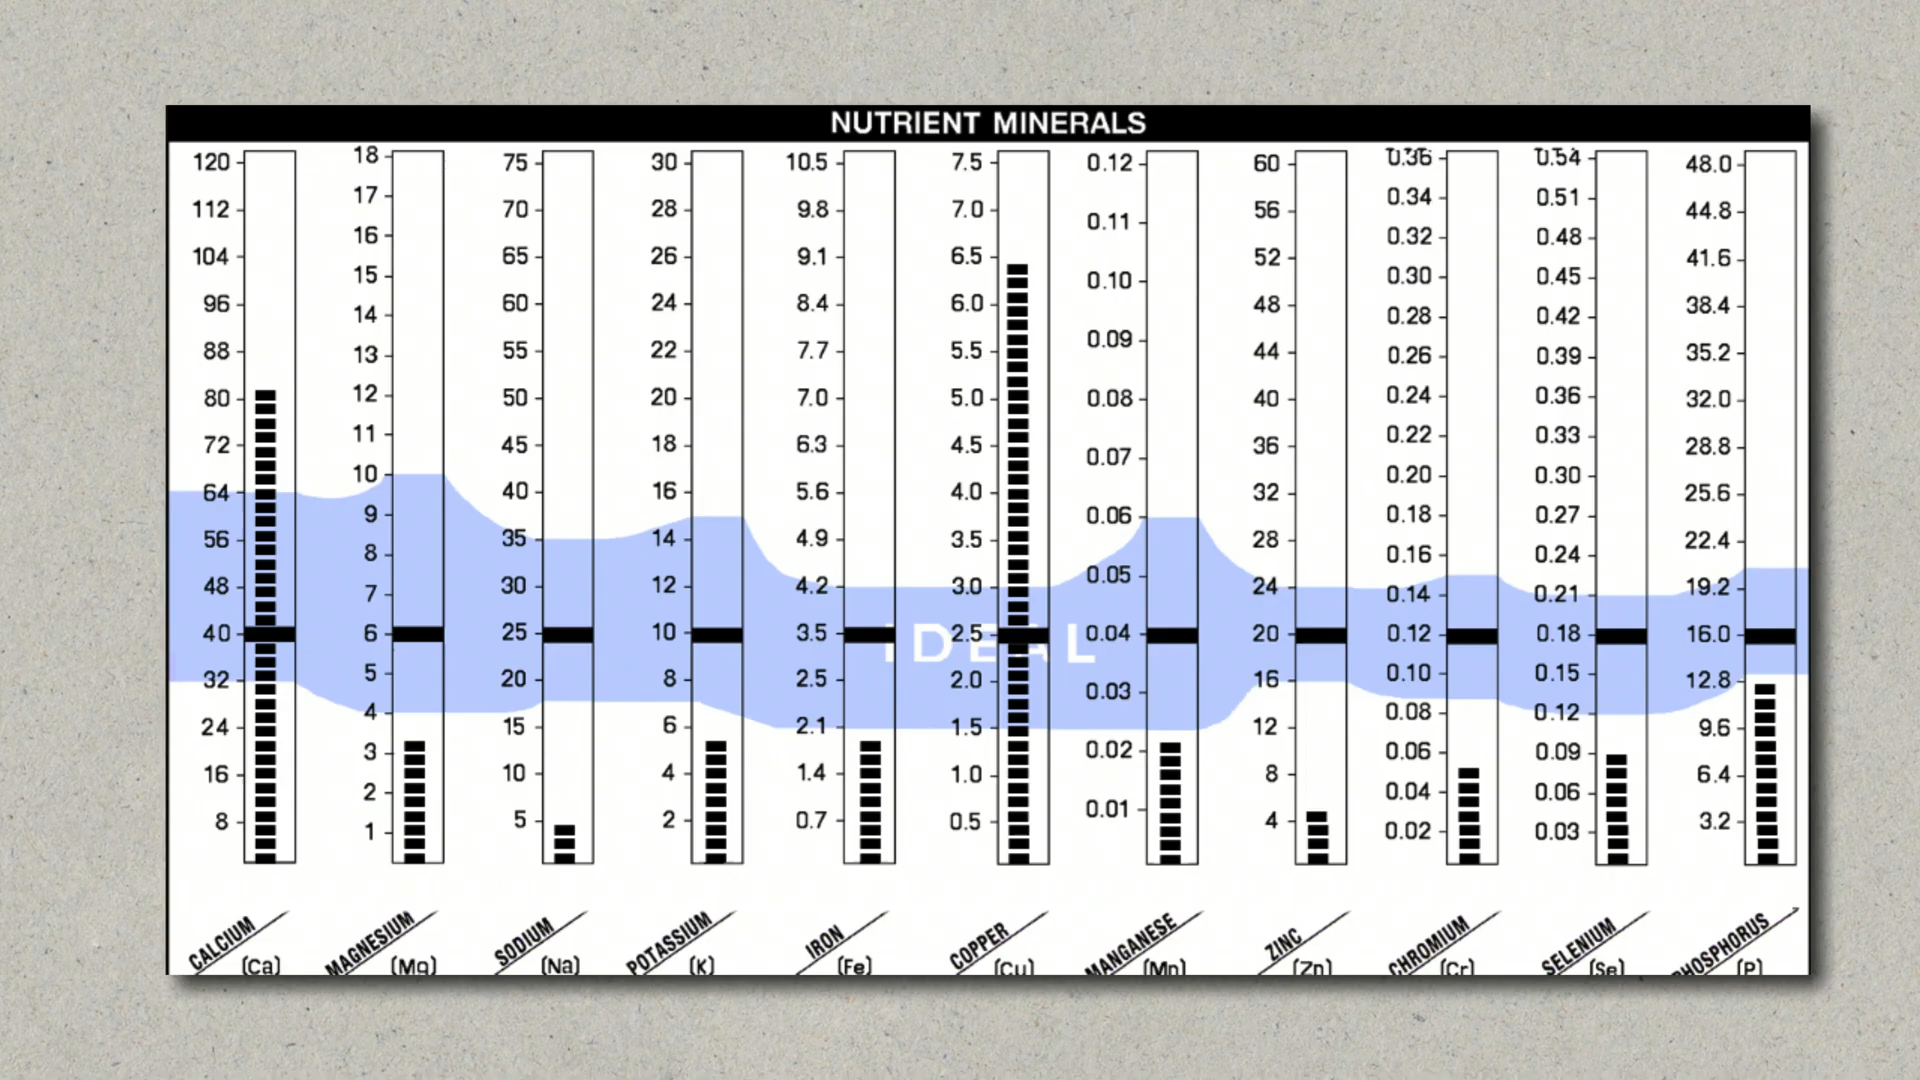 NUTRIENT MINERALS
120 18 75 30 10.5 7.5 0.12 60 0.36 0.54 48.0
112 17 70 28 9.8 7.0 0.11 56 0.34 0.51 44.8
104 16 65 26 9.1 6.5 0.10 52 0.32 0.48 41.6
96 15 60 24 8.4 6.0 0.09 48 0.30 0.45 38.4
88 14 55 22 7.7 5.5 0.08 44 0.28 0.42 35.2
80 13 50 20 7.0 5.0 0.07 40 0.26 0.39 32.0
72 12 45 18 6.3 4.5 0.06 36 0.24 0.36 28.8
64 11 40 16 5.6 4.0 0.05 32 0.22 0.33 25.6
56 10 35 14 4.9 3.5 0.04 28 0.20 0.30 22.4
48 9 30 12 4.2 3.0 0.03 24 0.18 0.27 19.2
40 8 25 10 3.5 2.5 0.02 20 0.16 0.24 16.0
32 7 20 8 2.5 2.0 0.01 16 0.14 0.21 12.8
24 6 15 6 2.1 1.5 12 0.12 0.18 9.6
16 5 10 4 1.4 1.0 8 0.10 0.15 6.4
8 4 5 2 0.7 0.5 4 0.08 0.12 3.2
3 0.06 0.09
2 0.04 0.06
1 0.02 0.03
IDEAL
CALCIUM MAGNESIUM SODIUM POTASSIUM IRON COPPER MANGANESE ZINC CHROMIUM SELENIUM PHOSPHORUS
(Ca) (Mg) (Na) (K) (Fe) (Cu) (Mn) (Zn) (Cr) (Se) (P)